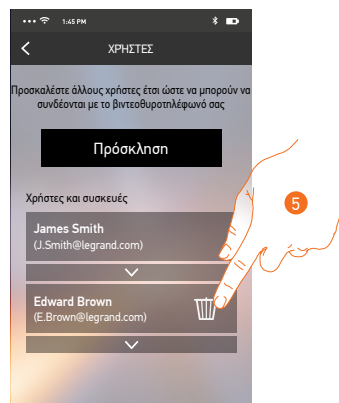 1:45 PM
ΧΡΗΣΤΕΣ
Προσκαλέστε άλλους χρήστες έτσι ώστε να μπορούν να
συνδέονται με το βιντεοθυροτηλέφωνό σας
Πρόσκληση
Χρήστες και συσκευές
James Smith
(J.Smith@legrand.com)
Edward Brown
(E.Brown@legrand.com)
5